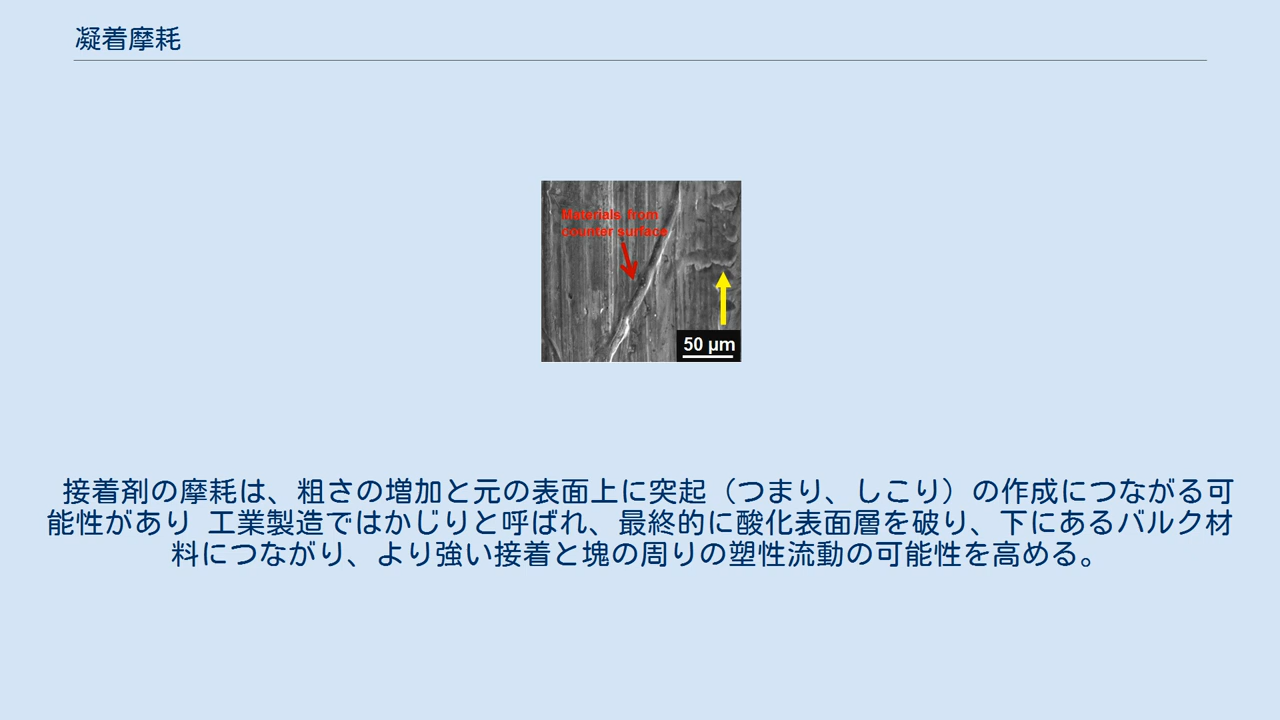 凝着摩耗
Materials from
counter surface
50 µm
接着剤の摩耗は、粗さの増加と元の表面上に突起（つまり、しこり）の作成につながる可
能性があり 工業製造ではかじりと呼ばれ、最終的に酸化表面層を破り、下にあるバルク材
料につながり、より強い接着と塊の周りの塑性流動の可能性を高める。